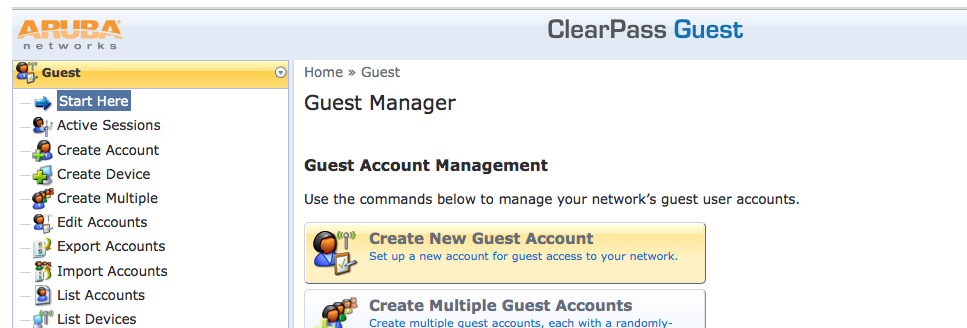 ARUBA
networks
ClearPass Guest
Guest
Start Here
Active Sessions
Create Account
Create Device
Create Multiple
Edit Accounts
Export Accounts
Import Accounts
List Accounts
List Devices
Home » Guest
Guest Manager
Guest Account Management
Use the commands below to manage your network’s guest user accounts.
Create New Guest Account
Set up a new account for guest access to your network.
Create Multiple Guest Accounts
Create multiple guest accounts, each with a randomly-